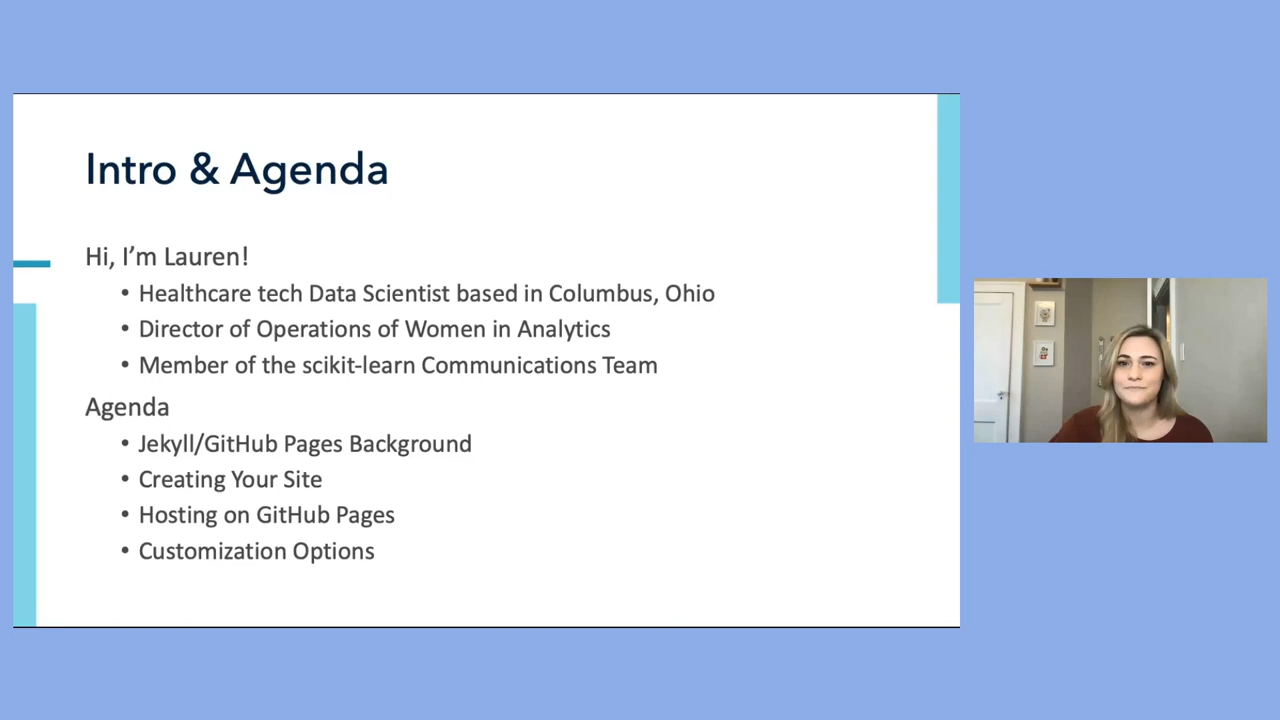 Intro & Agenda
Hi, I’m Lauren!
• Healthcare tech Data Scientist based in Columbus, Ohio
• Director of Operations of Women in Analytics
• Member of the scikit-learn Communications Team
Agenda
• Jekyll/GitHub Pages Background
• Creating Your Site
• Hosting on GitHub Pages
• Customization Options